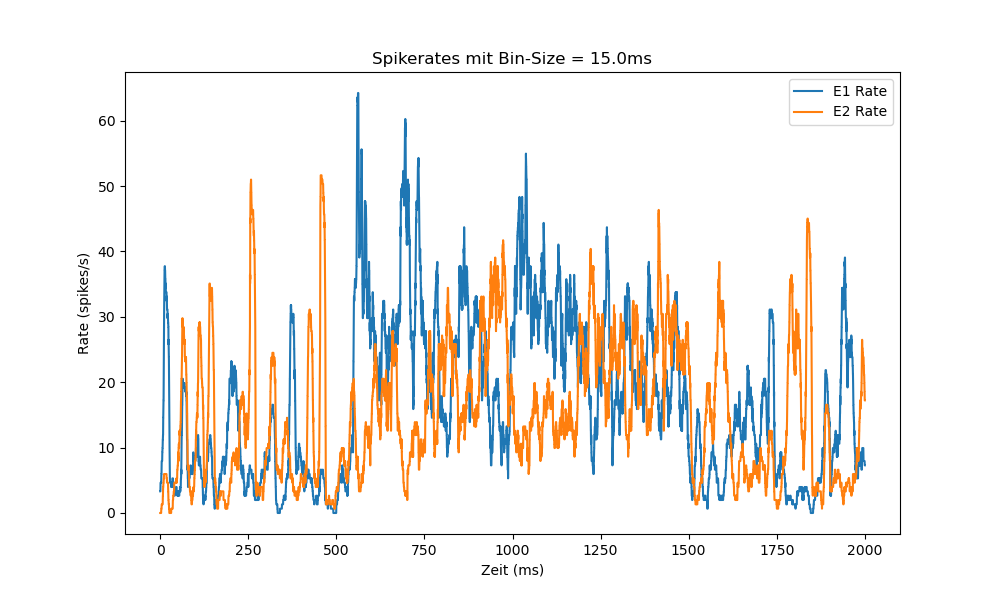 Spikerates mit Bin-Size = 15.0ms
E1 Rate
E2 Rate
Rate (spikes/s)
60
50
40
30
20
10
0
0 250 500 750 1000 1250 1500 1750 2000
Zeit (ms)